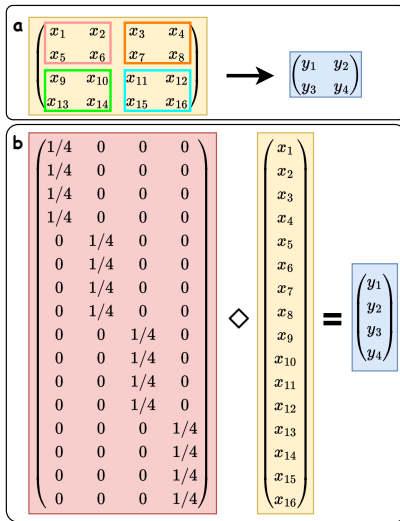 a
x₁ x₂ x₃ x₄
x₅ x₆ x₇ x₈
x₉ x₁₀ x₁₁ x₁₂
x₁₃ x₁₄ x₁₅ x₁₆
y₁ y₂
y₃ y₄
b
1/4 0 0 0
1/4 0 0 0
1/4 0 0 0
1/4 0 0 0
0 1/4 0 0
0 1/4 0 0
0 1/4 0 0
0 1/4 0 0
0 0 1/4 0
0 0 1/4 0
0 0 1/4 0
0 0 1/4 0
0 0 0 1/4
0 0 0 1/4
0 0 0 1/4
0 0 0 1/4
◇
x₁
x₂
x₃
x₄
x₅
x₆
x₇
x₈
x₉
x₁₀
x₁₁
x₁₂
x₁₃
x₁₄
x₁₅
x₁₆
=
y₁
y₂
y₃
y₄